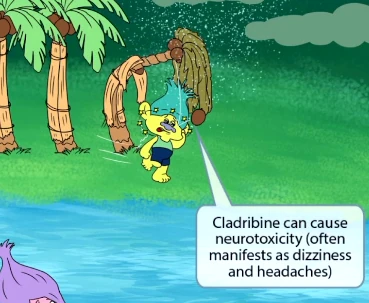 Cladribine can cause
neurotoxicity (often
manifests as dizziness
and headaches)